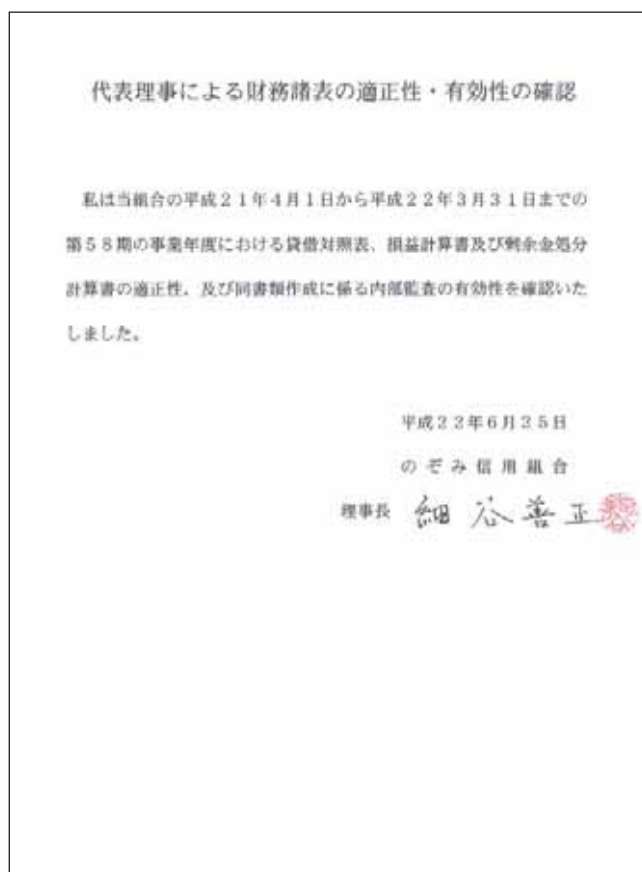 代表理事による財務諸表の適正性・有効性の確認
私は当組合の平成21年4月1日から平成22年3月31日までの
第58期の事業年度における貸借対照表、損益計算書及び剰余金処分
計算書の適正性、及び同書類作成に係る内部監査の有効性を確認いた
しました。
平成22年6月25日
のぞみ信用組合
理事長 細谷善正